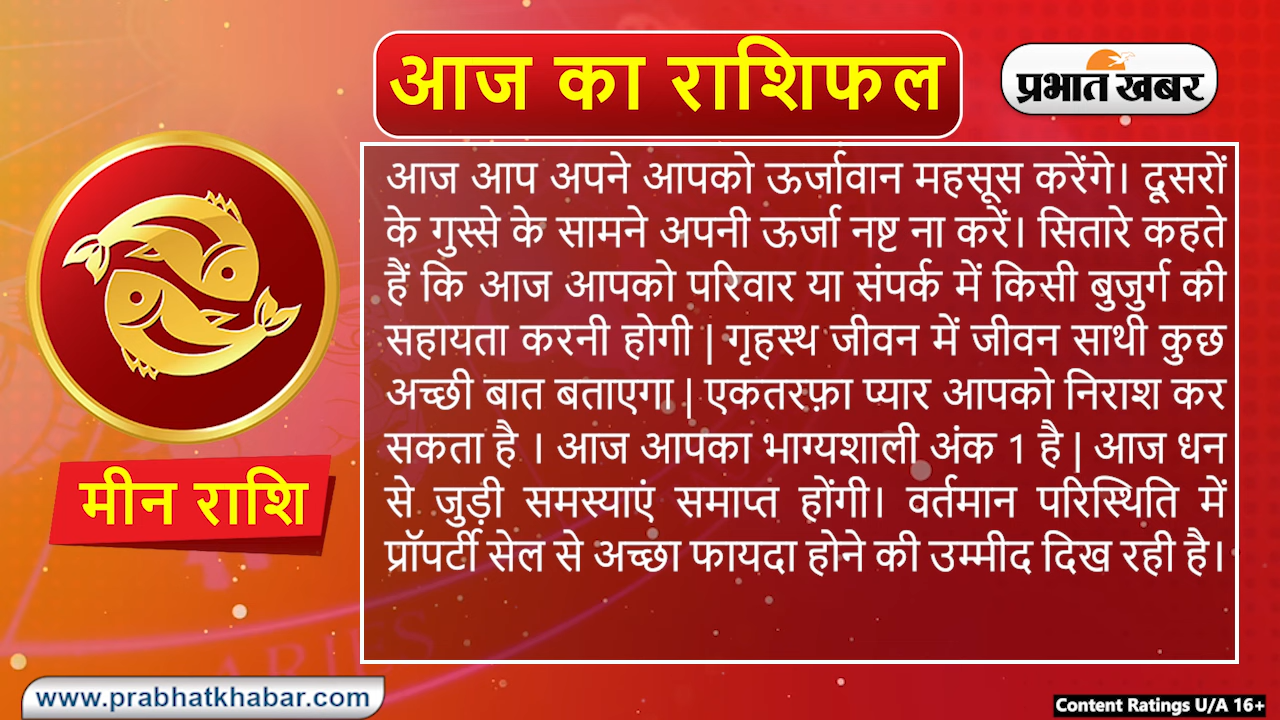 आज का राशिफल
प्रभात खबर
आज आप अपने आपको ऊर्जावान महसूस करेंगे। दूसरों
के गुस्से के सामने अपनी ऊर्जा नष्ट ना करें। सितारे कहते
हैं कि आज आपको परिवार या संपर्क में किसी बुजुर्ग की
सहायता करनी होगी | गृहस्थ जीवन में जीवन साथी कुछ
अच्छी बात बताएगा | एकतरफ़ा प्यार आपको निराश कर
सकता है । आज आपका भाग्यशाली अंक 1 है | आज धन
से जुड़ी समस्याएं समाप्त होंगी। वर्तमान परिस्थिति में
प्रॉपर्टी सेल से अच्छा फायदा होने की उम्मीद दिख रही है।
मीन राशि
ARIES
www.prabhatkhabar.com
Content Ratings U/A 16+